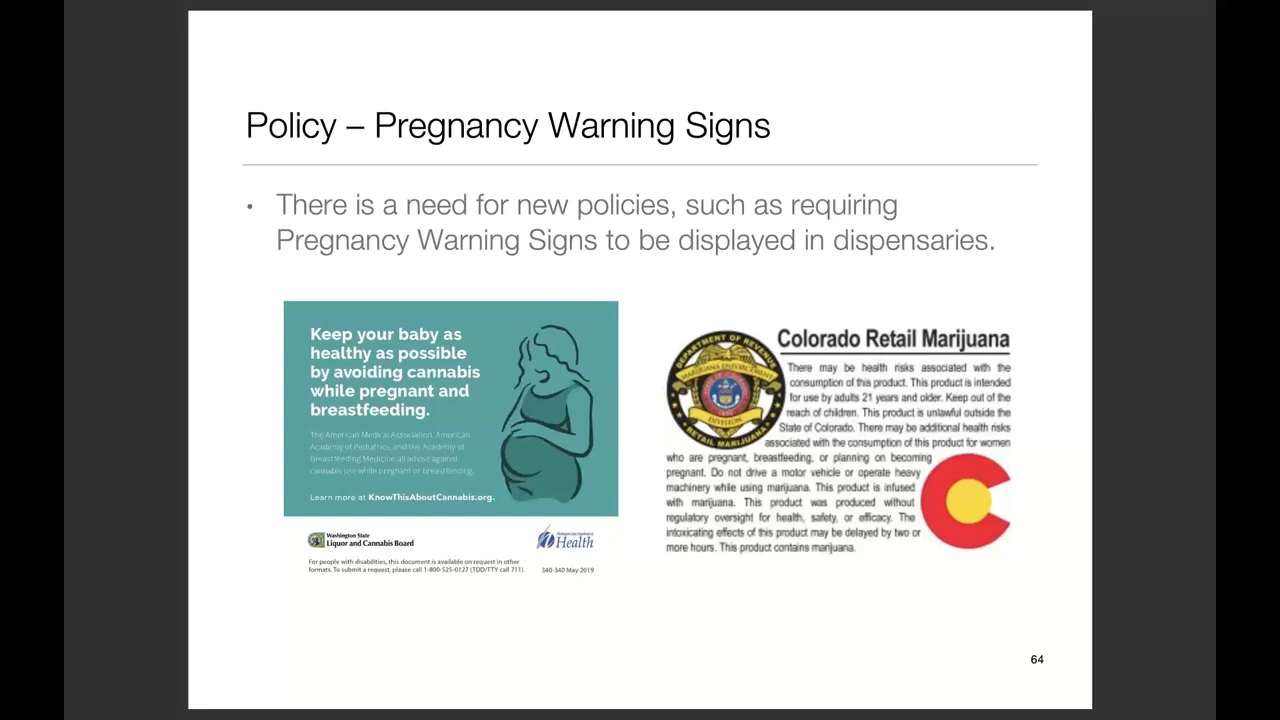 Policy – Pregnancy Warning Signs
• There is a need for new policies, such as requiring
Pregnancy Warning Signs to be displayed in dispensaries.
Keep your baby as
healthy as possible
by avoiding cannabis
while pregnant and
breastfeeding.
The American Medical Association, American
Academy of Pediatrics, and the Academy of
Breastfeeding Medicine all advise against
cannabis use while pregnant or breastfeeding.
Learn more at KnowThisAboutCannabis.org.
Washington State
Liquor and Cannabis Board
Health
For people with disabilities, this document is available on request in other
formats. To submit a request, please call 1-800-525-0127 (TDD/TTY call 711).
340-340 May 2019
DEPARTMENT OF REVENUE
MARIJUANA ENFORCEMENT
DIVISION
RETAIL MARIJUANA
Colorado Retail Marijuana
There may be health risks associated with the
consumption of this product. This product is intended
for use by adults 21 years and older. Keep out of the
reach of children. This product is unlawful outside the
State of Colorado. There may be additional health risks
associated with the consumption of this product for women
who are pregnant, breastfeeding, or planning on becoming
pregnant. Do not drive a motor vehicle or operate heavy
machinery while using marijuana. This product is infused
with marijuana. This product was produced without
regulatory oversight for health, safety, or efficacy. The
intoxicating effects of this product may be delayed by two or
more hours. This product contains marijuana.
64